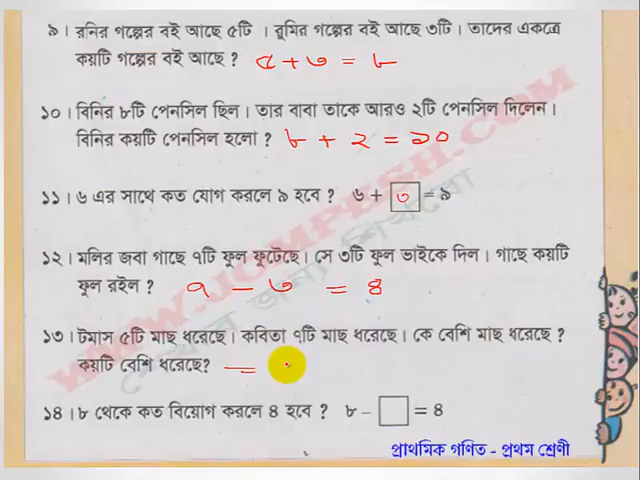 ৯। রনির গল্পের বই আছে ৫টি। রুমির গল্পের বই আছে ৩টি। তাদের একত্রে
কয়টি গল্পের বই আছে? ৫ + ৩ = ৮
১০। বিনির ৮টি পেনসিল ছিল। তার বাবা তাকে আরও ২টি পেনসিল দিলেন।
বিনির কয়টি পেনসিল হলো? ৮ + ২ = ১০
১১। ৬ এর সাথে কত যোগ করলে ৯ হবে? ৬ + ৩ = ৯
১২। মলির জবা গাছে ৭টি ফুল ফুটেছে। সে ৩টি ফুল ভাইকে দিল। গাছে কয়টি
ফুল রইল? ৭ - ৩ = ৪
১৩। টমাস ৫টি মাছ ধরেছে। কবিতা ৭টি মাছ ধরেছে। কে বেশি মাছ ধরেছে?
কয়টি বেশি ধরেছে?
১৪। ৮ থেকে কত বিয়োগ করলে ৪ হবে? ৮ - = ৪
প্রাথমিক গণিত - প্রথম শ্রেণী